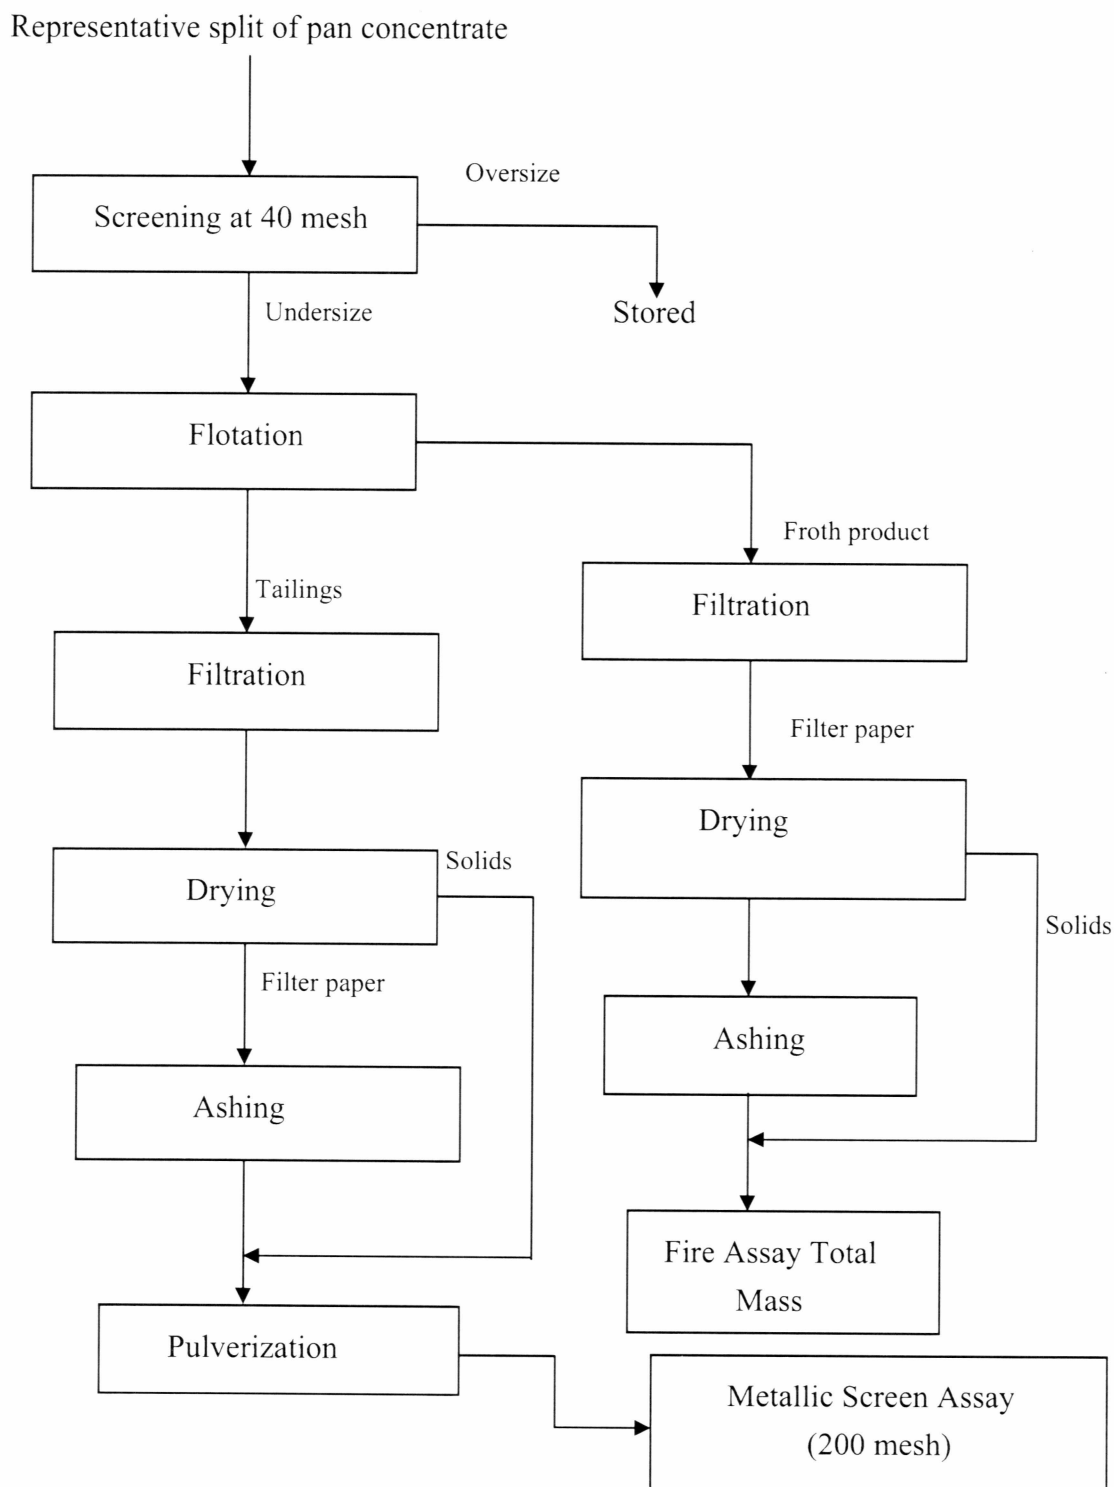 Representative split of pan concentrate
Oversize
Screening at 40 mesh
Undersize
Stored
Flotation
Froth product
Tailings
Filtration
Filtration
Filter paper
Drying
Solids
Drying
Solids
Filter paper
Ashing
Ashing
Fire Assay Total
Mass
Pulverization
Metallic Screen Assay
(200 mesh)